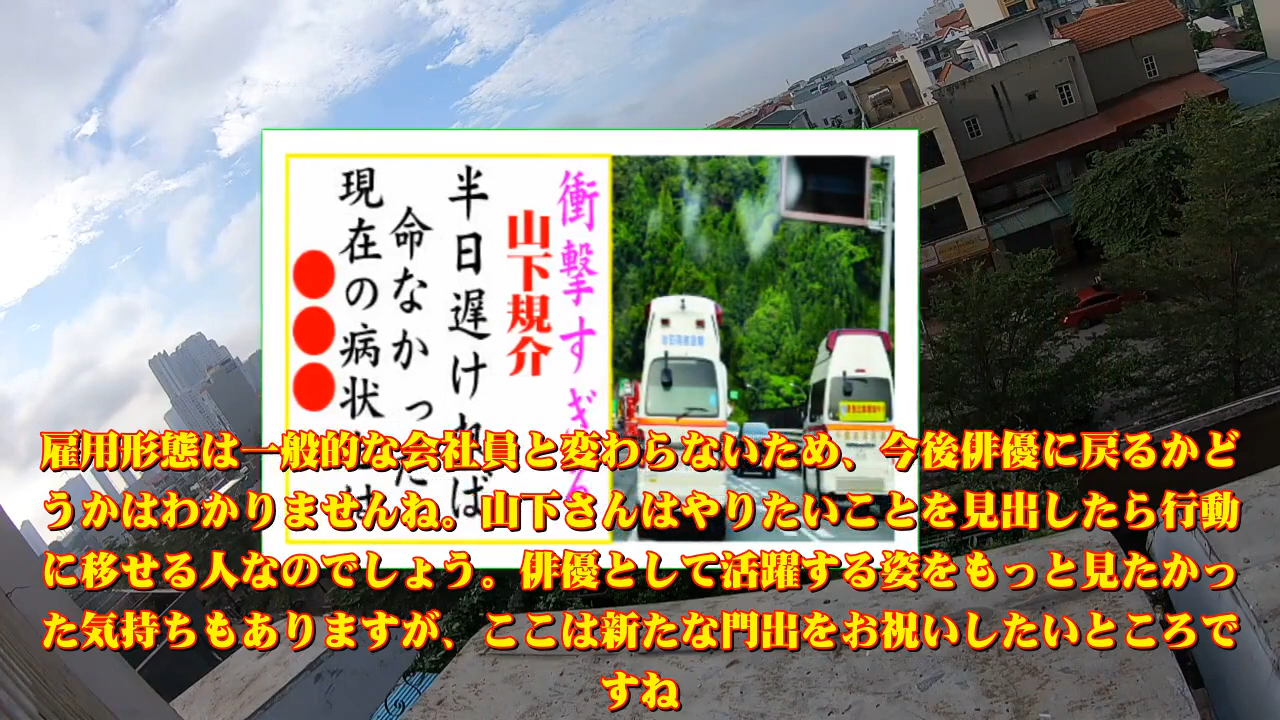 衝撃すぎる
山下規介
半日遅ければ
命なかった
現在の病状は
雇用形態は一般的な会社員と変わらないため、今後俳優に戻るかど
うかはわかりませんね。山下さんはやりたいことを見出したら行動
に移せる人なのでしょう。俳優として活躍する姿をもっと見たかっ
た気持ちもありますが、ここは新たな門出をお祝いしたいところで
すね